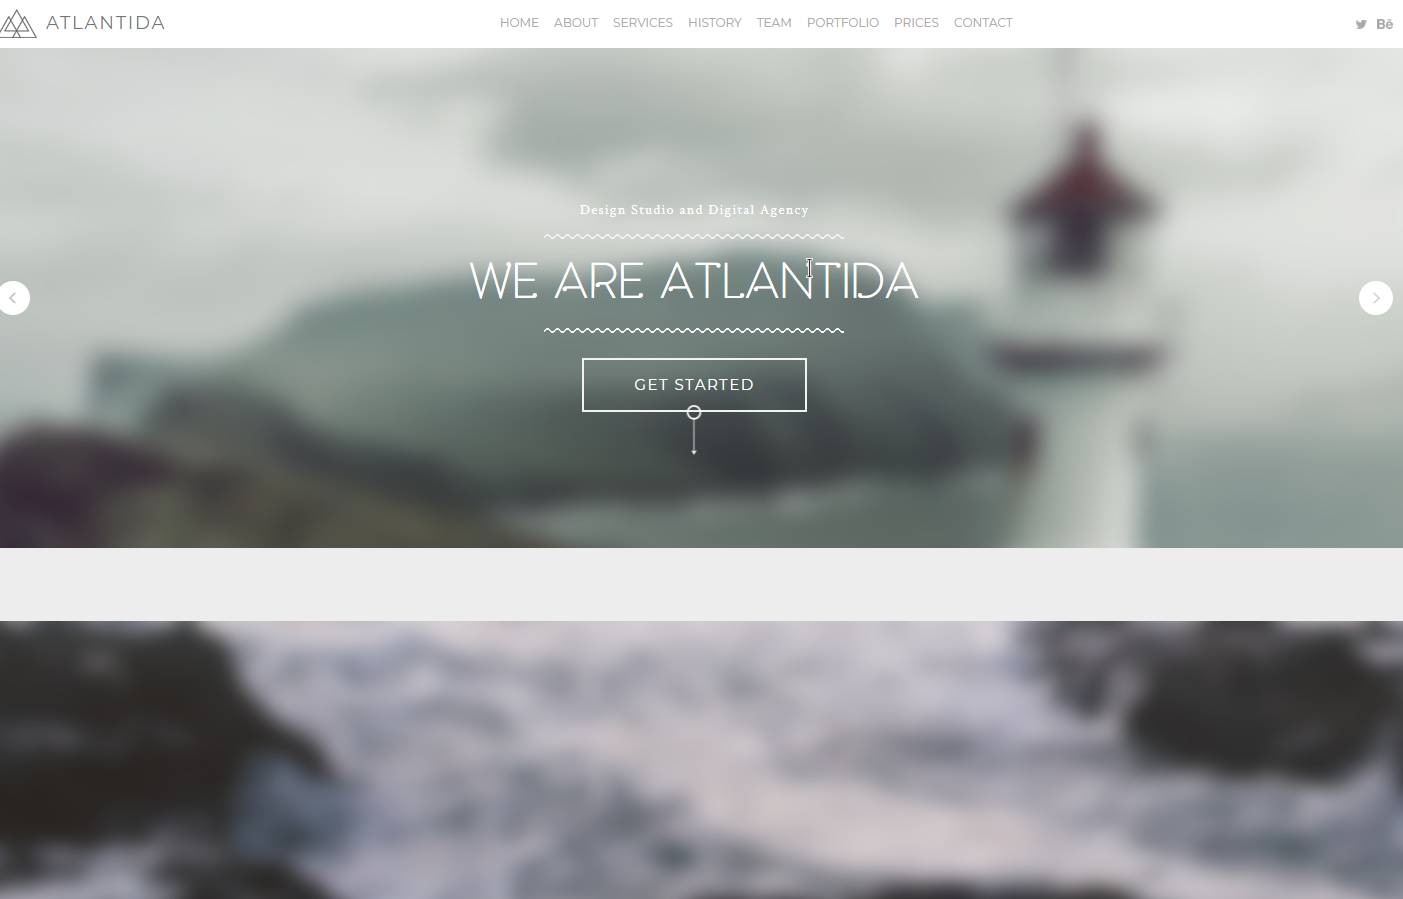 ATLANTIDA
HOME ABOUT SERVICES HISTORY TEAM PORTFOLIO PRICES CONTACT
Bē
Design Studio and Digital Agency
WE ARE ATLANTIDA
GET STARTED